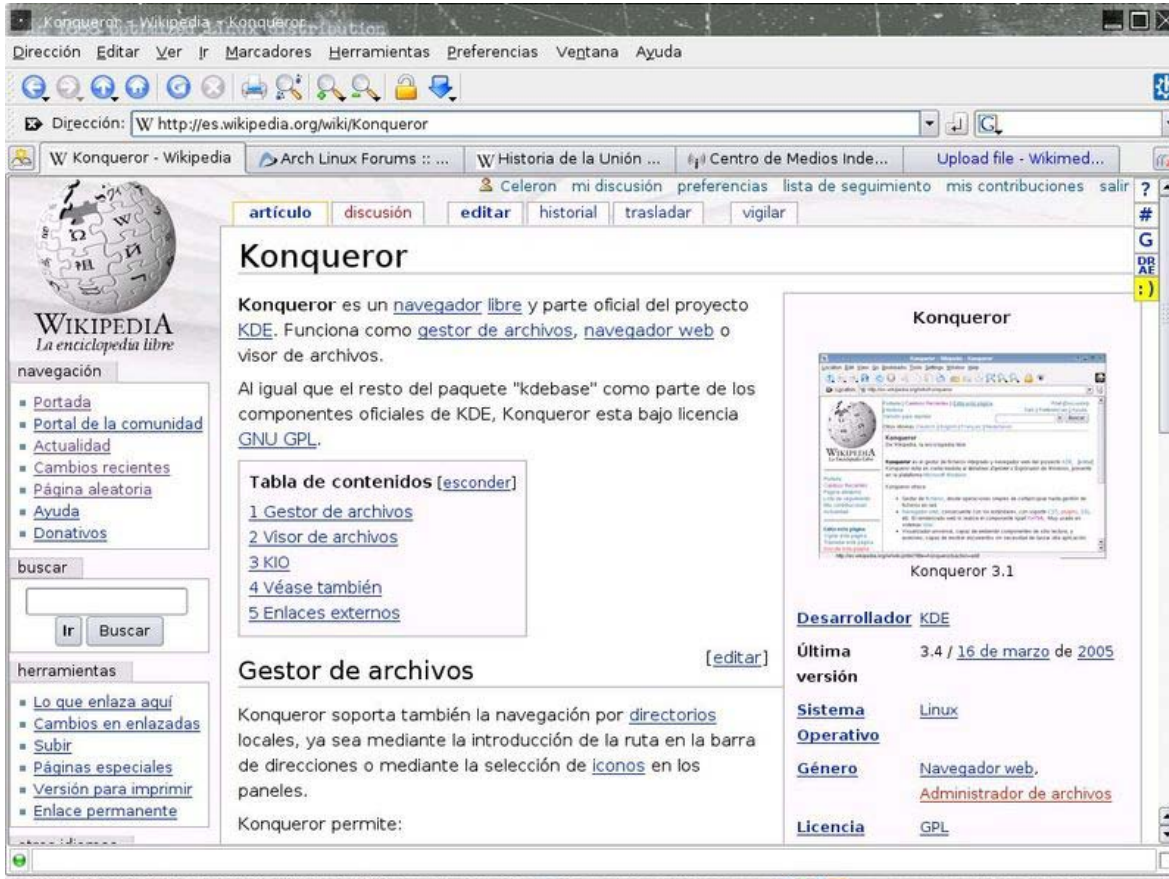 Konqueror - Wikipedia - Konqueror
Dirección Editar Ver Ir Marcadores Herramientas Preferencias Ventana Ayuda
Dirección: W http://es.wikipedia.org/wiki/Konqueror
W Konqueror - Wikipedia Arch Linux Forums :: ... W Historia de la Unión ... Centro de Medios Inde... Upload file - Wikimed...
Celeron mi discusión preferencias lista de seguimiento mis contribuciones salir
artículo discusión editar historial trasladar vigilar
?
#
G
DRAE
:)
WIKIPEDIA
La enciclopedia libre
navegación
Portada
Portal de la comunidad
Actualidad
Cambios recientes
Página aleatoria
Ayuda
Donativos
buscar
Ir Buscar
herramientas
Lo que enlaza aquí
Cambios en enlazadas
Subir
Páginas especiales
Versión para imprimir
Enlace permanente
Konqueror
Konqueror es un navegador libre y parte oficial del proyecto
KDE. Funciona como gestor de archivos, navegador web o
visor de archivos.
Al igual que el resto del paquete "kdebase" como parte de los
componentes oficiales de KDE, Konqueror esta bajo licencia
GNU GPL.
Tabla de contenidos [esconder]
1 Gestor de archivos
2 Visor de archivos
3 KIO
4 Véase también
5 Enlaces externos
Gestor de archivos [editar]
Konqueror soporta también la navegación por directorios
locales, ya sea mediante la introducción de la ruta en la barra
de direcciones o mediante la selección de iconos en los
paneles.
Konqueror permite:
Konqueror
WIKIPEDIA
Konqueror
Konqueror 3.1
Desarrollador KDE
Última versión 3.4 / 16 de marzo de 2005
Sistema Operativo Linux
Género Navegador web,
Administrador de archivos
Licencia GPL